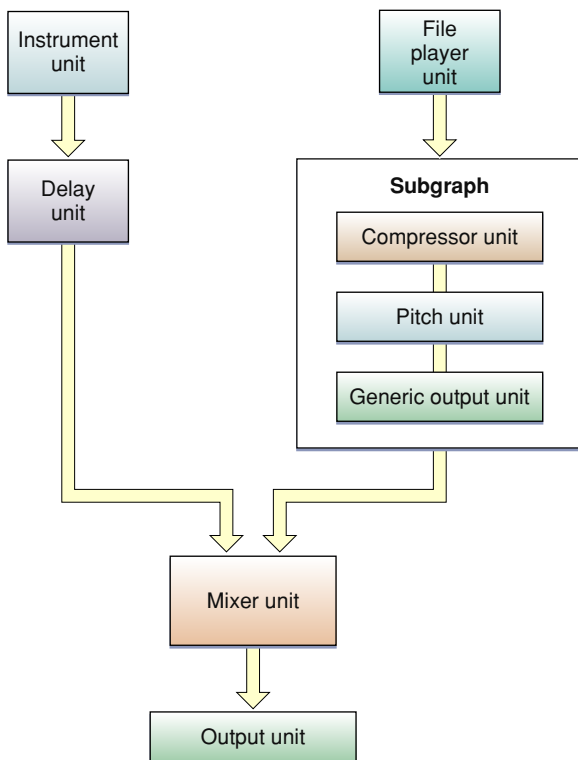 Instrument
unit
File
player
unit
Delay
unit
Subgraph
Compressor unit
Pitch unit
Generic output unit
Mixer unit
Output unit